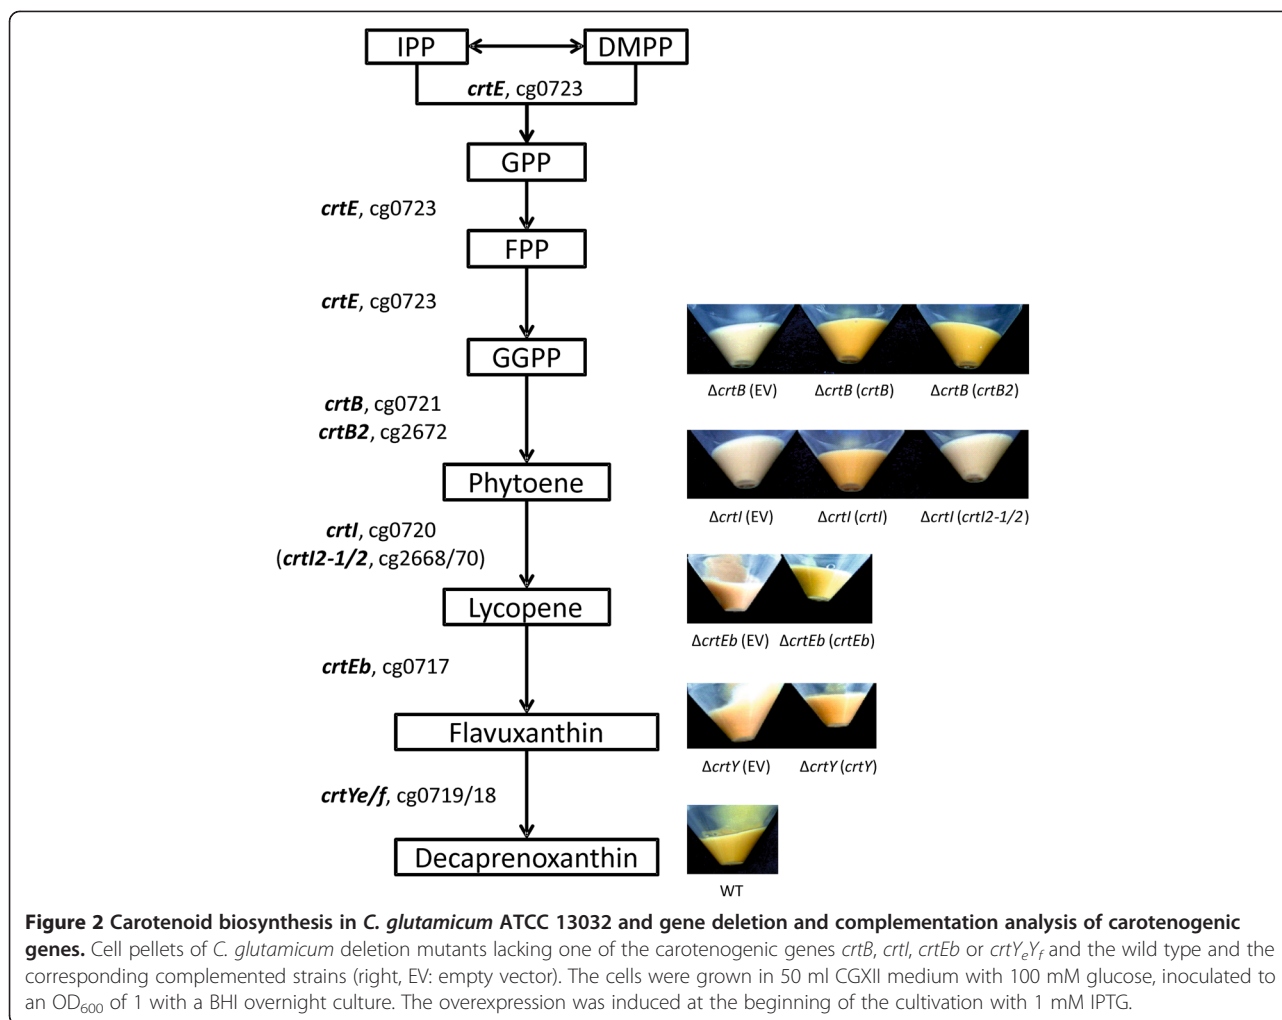 IPP
DMPP
crtE, cg0723
GPP
crtE, cg0723
FPP
crtE, cg0723
GGPP
crtB, cg0721
crtB2, cg2672
Phytoene
crtI, cg0720
(crtI2-1/2, cg2668/70)
Lycopene
crtEb, cg0717
Flavuxanthin
crtYe/f, cg0719/18
Decaprenoxanthin
ΔcrtB (EV)
ΔcrtB (crtB)
ΔcrtB (crtB2)
ΔcrtI (EV)
ΔcrtI (crtI)
ΔcrtI (crtI2-1/2)
ΔcrtEb (EV)
ΔcrtEb (crtEb)
ΔcrtY (EV)
ΔcrtY (crtY)
WT
Figure 2 Carotenoid biosynthesis in C. glutamicum ATCC 13032 and gene deletion and complementation analysis of carotenogenic
genes. Cell pellets of C. glutamicum deletion mutants lacking one of the carotenogenic genes crtB, crtI, crtEb or crtYeYf and the wild type and the
corresponding complemented strains (right, EV: empty vector). The cells were grown in 50 ml CGXII medium with 100 mM glucose, inoculated to
an OD600 of 1 with a BHI overnight culture. The overexpression was induced at the beginning of the cultivation with 1 mM IPTG.